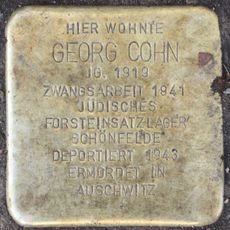 HIER WOHNTE
GEORG COHN
JG. 1919
ZWANGSARBEIT 1941
JÜDISCHES
FORSTEINSATZLAGER
SCHÖNFELDE
DEPORTIERT 1943
ERMORDET IN
AUSCHWITZ